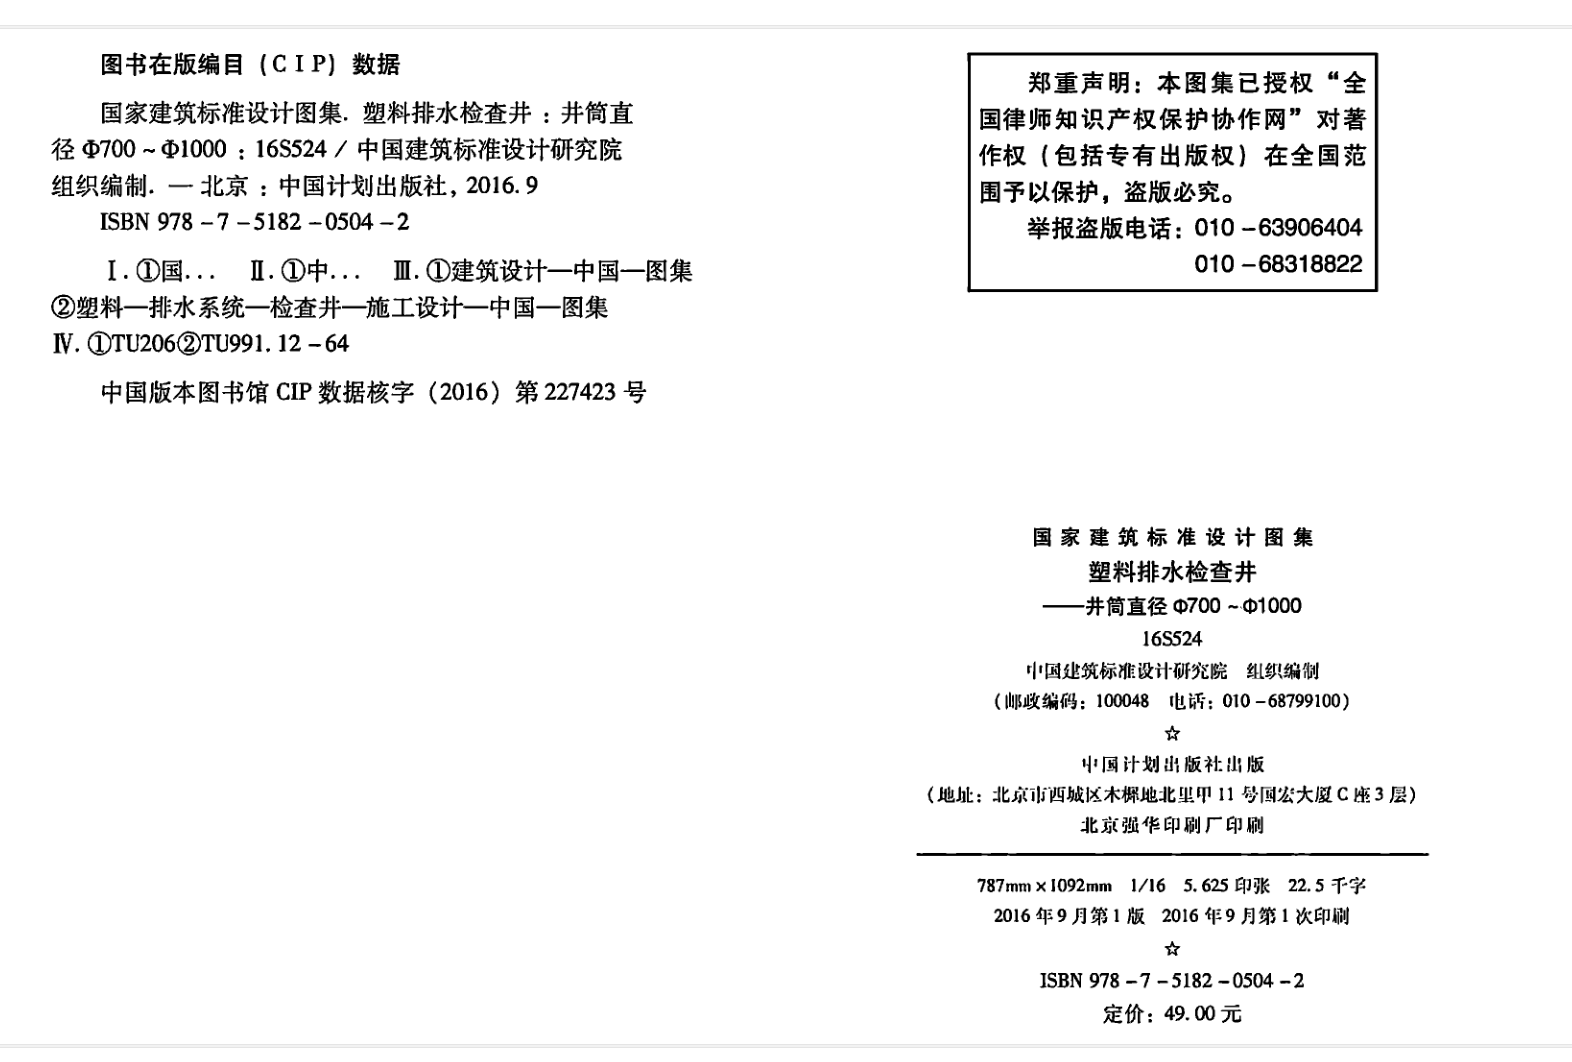 图书在版编目（CIP）数据
国家建筑标准设计图集. 塑料排水检查井：井筒直
径 Φ700～Φ1000：16S524 / 中国建筑标准设计研究院
组织编制. — 北京：中国计划出版社, 2016. 9
ISBN 978－7－5182－0504－2
Ⅰ. ①国... Ⅱ. ①中... Ⅲ. ①建筑设计—中国—图集
②塑料—排水系统—检查井—施工设计—中国—图集
Ⅳ. ①TU206②TU991. 12－64
中国版本图书馆 CIP 数据核字（2016）第 227423 号
郑重声明：本图集已授权“全
国律师知识产权保护协作网”对著
作权（包括专有出版权）在全国范
围予以保护，盗版必究。
举报盗版电话：010－63906404
010－68318822
国家建筑标准设计图集
塑料排水检查井
——井筒直径 Φ700～Φ1000
16S524
中国建筑标准设计研究院 组织编制
（邮政编码：100048 电话：010－68799100）
☆
中国计划出版社出版
（地址：北京市西城区木樨地北里甲 11 号国宏大厦 C 座 3 层）
北京强华印刷厂印刷
787mm×1092mm 1/16 5.625 印张 22.5 千字
2016 年 9 月第 1 版 2016 年 9 月第 1 次印刷
☆
ISBN 978－7－5182－0504－2
定价：49.00 元